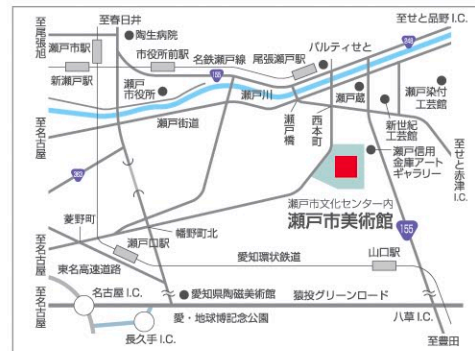 至春日井
至せと品野 I.C.
至尾張旭
陶生病院
瀬戸市駅
市役所前駅
名鉄瀬戸線
尾張瀬戸駅
パルティせと
248
新瀬戸駅
155
瀬戸
市役所
瀬戸川
瀬戸蔵
瀬戸染付
工芸館
至名古屋
瀬戸街道
瀬戸橋
西本町
新世紀
工芸館
至せと赤津 I.C.
瀬戸信用
金庫アート
ギャラリー
363
瀬戸市文化センター内
瀬戸市美術館
菱野町
幡野町北
155
至名古屋
瀬戸口駅
愛知環状鉄道
山口駅
東名高速道路
至名古屋
名古屋 I.C.
愛知県陶磁美術館
猿投グリーンロード
愛・地球博記念公園
八草 I.C.
長久手 I.C.
至豊田